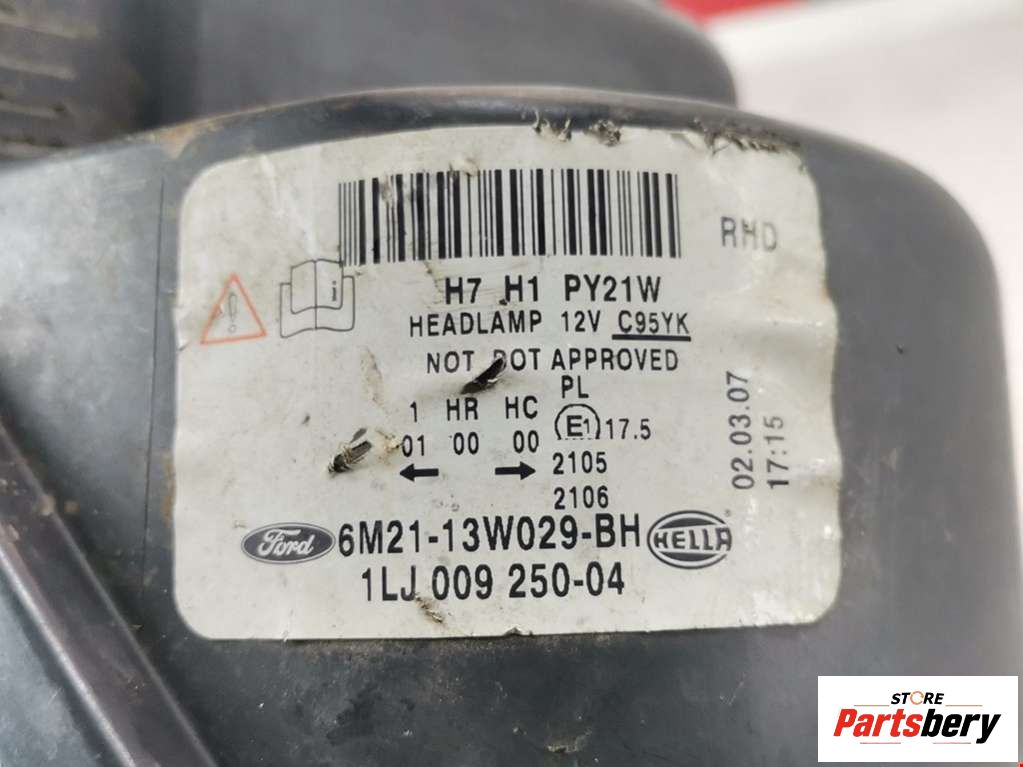 RHD
H7 H1 PY21W
HEADLAMP 12V C95YK
NOT DOT APPROVED
PL
1 HR HC
E1 17.5
01 00 00
2105
2106
02.03.07
17:15
Ford 6M21-13W029-BH HELLA
1LJ 009 250-04
STORE
Partsbery